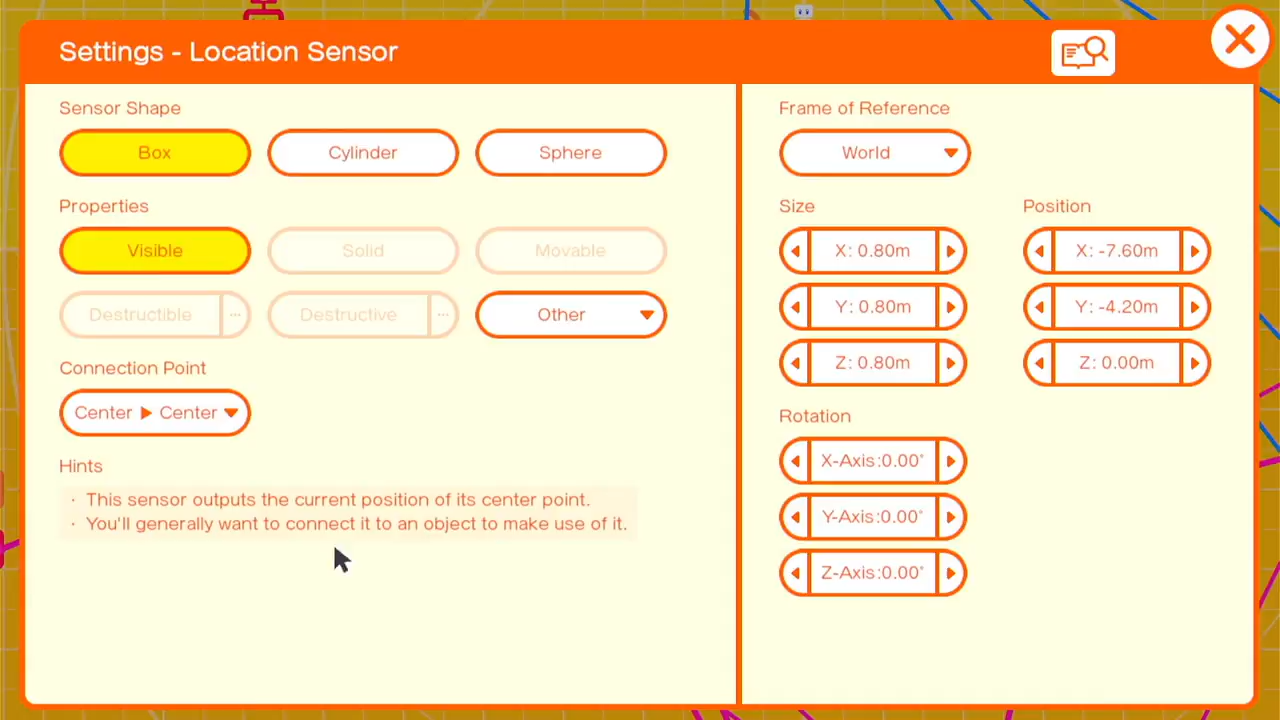 Settings - Location Sensor
Sensor Shape
Box
Cylinder
Sphere
Properties
Visible
Solid
Movable
Destructible ...
Destructive ...
Other
Connection Point
Center ▶ Center
Hints
· This sensor outputs the current position of its center point.
· You'll generally want to connect it to an object to make use of it.
Frame of Reference
World
Size
X: 0.80m
Y: 0.80m
Z: 0.80m
Position
X: -7.60m
Y: -4.20m
Z: 0.00m
Rotation
X-Axis:0.00°
Y-Axis:0.00°
Z-Axis:0.00°